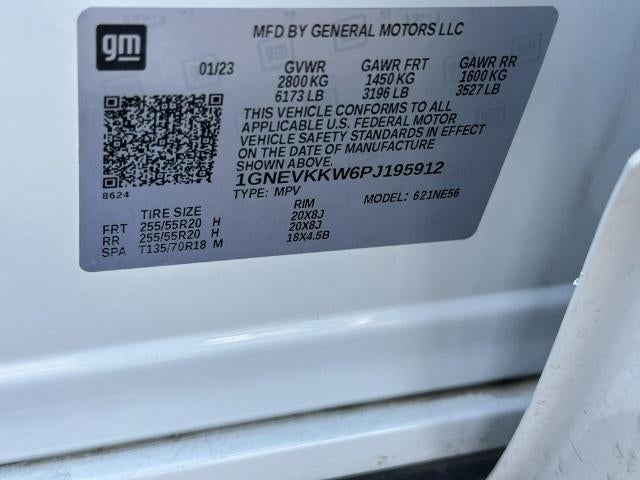 gm
MFD BY GENERAL MOTORS LLC
01/23 GVWR GAWR FRT GAWR RR
2800 KG 1450 KG 1600 KG
6173 LB 3196 LB 3527 LB
THIS VEHICLE CONFORMS TO ALL
APPLICABLE U.S. FEDERAL MOTOR
VEHICLE SAFETY STANDARDS IN EFFECT
ON THE DATE OF MANUFACTURE
SHOWN ABOVE.
1GNEVKKW6PJ195912
8624 TYPE: MPV MODEL: 621NE56
TIRE SIZE RIM
FRT 255/55R20 H 20X8J
RR 255/55R20 H 20X8J
SPA T135/70R18 M 18X4.5B